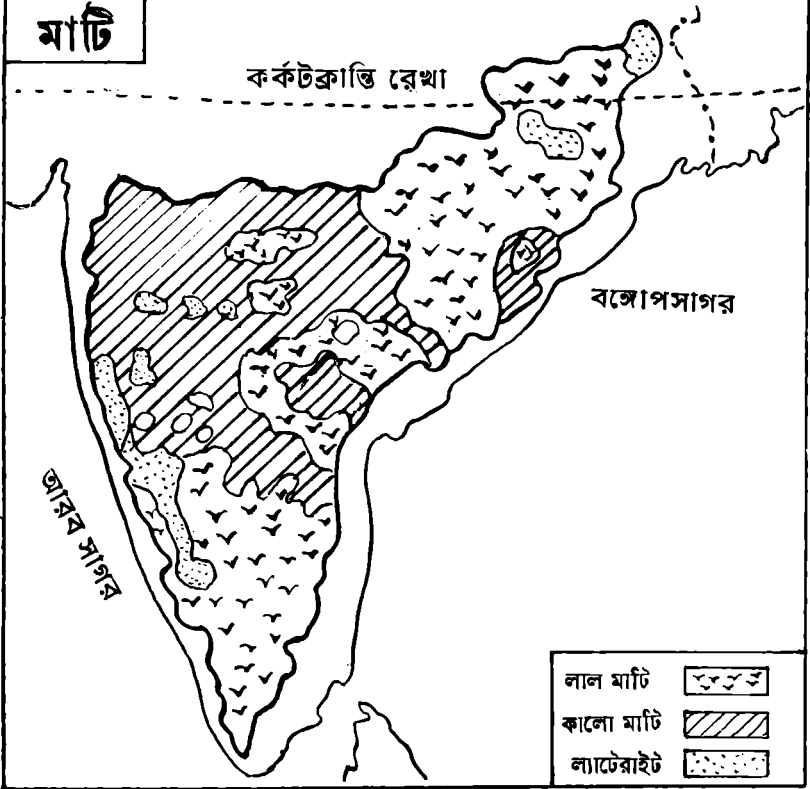 মাটি
কর্কটক্রান্তি রেখা
বঙ্গোপসাগর
আরব সাগর
লাল মাটি
কালো মাটি
ল্যাটেরাইট